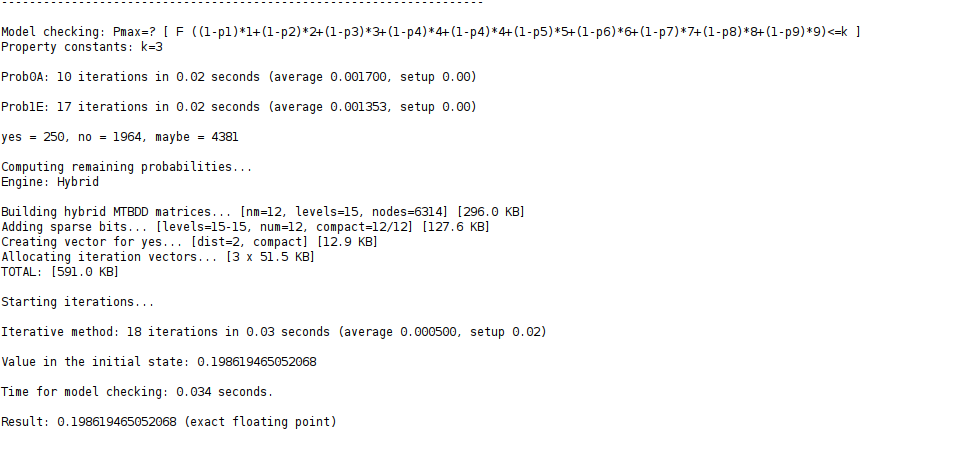 --------------------------------------------------------------------
Model checking: Pmax=? [ F ((1-p1)*1+(1-p2)*2+(1-p3)*3+(1-p4)*4+(1-p4)*4+(1-p5)*5+(1-p6)*6+(1-p7)*7+(1-p8)*8+(1-p9)*9)<=k ]
Property constants: k=3
Prob0A: 10 iterations in 0.02 seconds (average 0.001700, setup 0.00)
Prob1E: 17 iterations in 0.02 seconds (average 0.001353, setup 0.00)
yes = 250, no = 1964, maybe = 4381
Computing remaining probabilities...
Engine: Hybrid
Building hybrid MTBDD matrices... [nm=12, levels=15, nodes=6314] [296.0 KB]
Adding sparse bits... [levels=15-15, num=12, compact=12/12] [127.6 KB]
Creating vector for yes... [dist=2, compact] [12.9 KB]
Allocating iteration vectors... [3 x 51.5 KB]
TOTAL: [591.0 KB]
Starting iterations...
Iterative method: 18 iterations in 0.03 seconds (average 0.000500, setup 0.02)
Value in the initial state: 0.198619465052068
Time for model checking: 0.034 seconds.
Result: 0.198619465052068 (exact floating point)